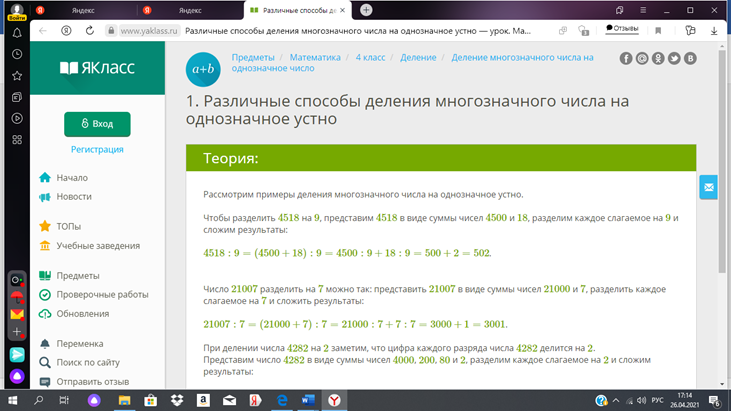 Яндекс
Яндекс
Различные способы де
Войти
www.yaklass.ru
Различные способы деления многозначного числа на однозначное устно — урок. Ма...
Отзывы
ЯКласс
Вход
Регистрация
Начало
Новости
ТОПы
Учебные заведения
Предметы
Проверочные работы
Обновления
Переменка
Поиск по сайту
Отправить отзыв
a+b
Предметы / Математика / 4 класс / Деление / Деление многозначного числа на
однозначное число
1. Различные способы деления многозначного числа на
однозначное устно
Теория:
Рассмотрим примеры деления многозначного числа на однозначное устно.
Чтобы разделить 4518 на 9, представим 4518 в виде суммы чисел 4500 и 18, разделим каждое слагаемое на 9 и
сложим результаты:
4518 : 9 = (4500 + 18) : 9 = 4500 : 9 + 18 : 9 = 500 + 2 = 502.
Число 21007 разделить на 7 можно так: представить 21007 в виде суммы чисел 21000 и 7, разделить каждое
слагаемое на 7 и сложить результаты:
21007 : 7 = (21000 + 7) : 7 = 21000 : 7 + 7 : 7 = 3000 + 1 = 3001.
При делении числа 4282 на 2 заметим, что цифра каждого разряда числа 4282 делится на 2.
Представим число 4282 в виде суммы чисел 4000, 200, 80 и 2, разделим каждое слагаемое на 2 и сложим
результаты:
РУС
17:14
26.04.2021